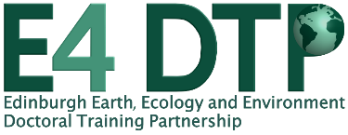 E4 DTP
Edinburgh Earth, Ecology and Environment
Doctoral Training Partnership